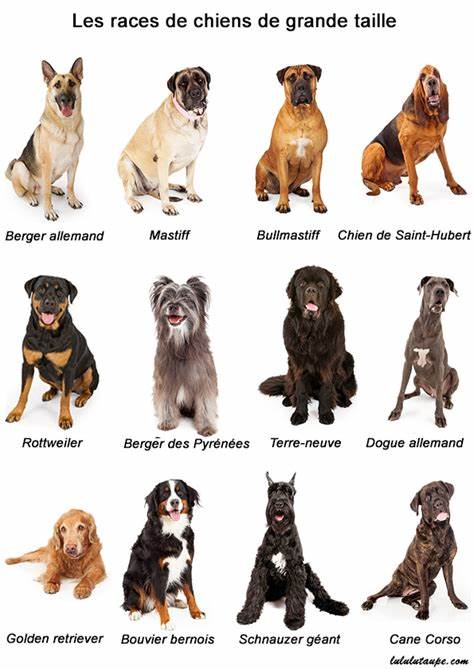 Les races de chiens de grande taille
Berger allemand
Mastiff
Bullmastiff
Chien de Saint-Hubert
Rottweiler
Berger des Pyrénées
Terre-neuve
Dogue allemand
Golden retriever
Bouvier bernois
Schnauzer géant
Cane Corso
lululutaupe.com